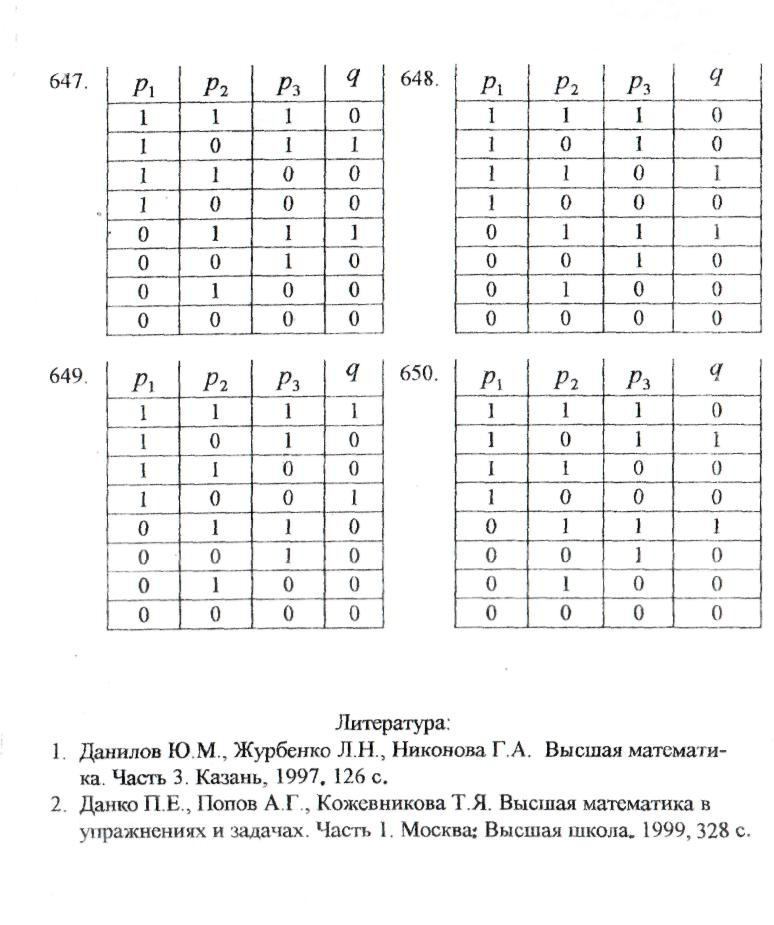 647. p₁ p₂ p₃ q
1 1 1 0
1 0 1 1
1 1 0 0
1 0 0 0
0 1 1 1
0 0 1 0
0 1 0 0
0 0 0 0
648. p₁ p₂ p₃ q
1 1 1 0
1 0 1 0
1 1 0 1
1 0 0 0
0 1 1 1
0 0 1 0
0 1 0 0
0 0 0 0
649. p₁ p₂ p₃ q
1 1 1 1
1 0 1 0
1 1 0 0
1 0 0 1
0 1 1 0
0 0 1 0
0 1 0 0
0 0 0 0
650. p₁ p₂ p₃ q
1 1 1 0
1 0 1 1
1 1 0 0
1 0 0 0
0 1 1 1
0 0 1 0
0 1 0 0
0 0 0 0
Литература:
1. Данилов Ю.М., Журбенко Л.Н., Никонова Г.А. Высшая математи-
ка. Часть 3. Казань, 1997. 126 с.
2. Данко П.Е., Попов А.Г., Кожевникова Т.Я. Высшая математика в
упражнениях и задачах. Часть 1. Москва: Высшая школа. 1999, 328 с.